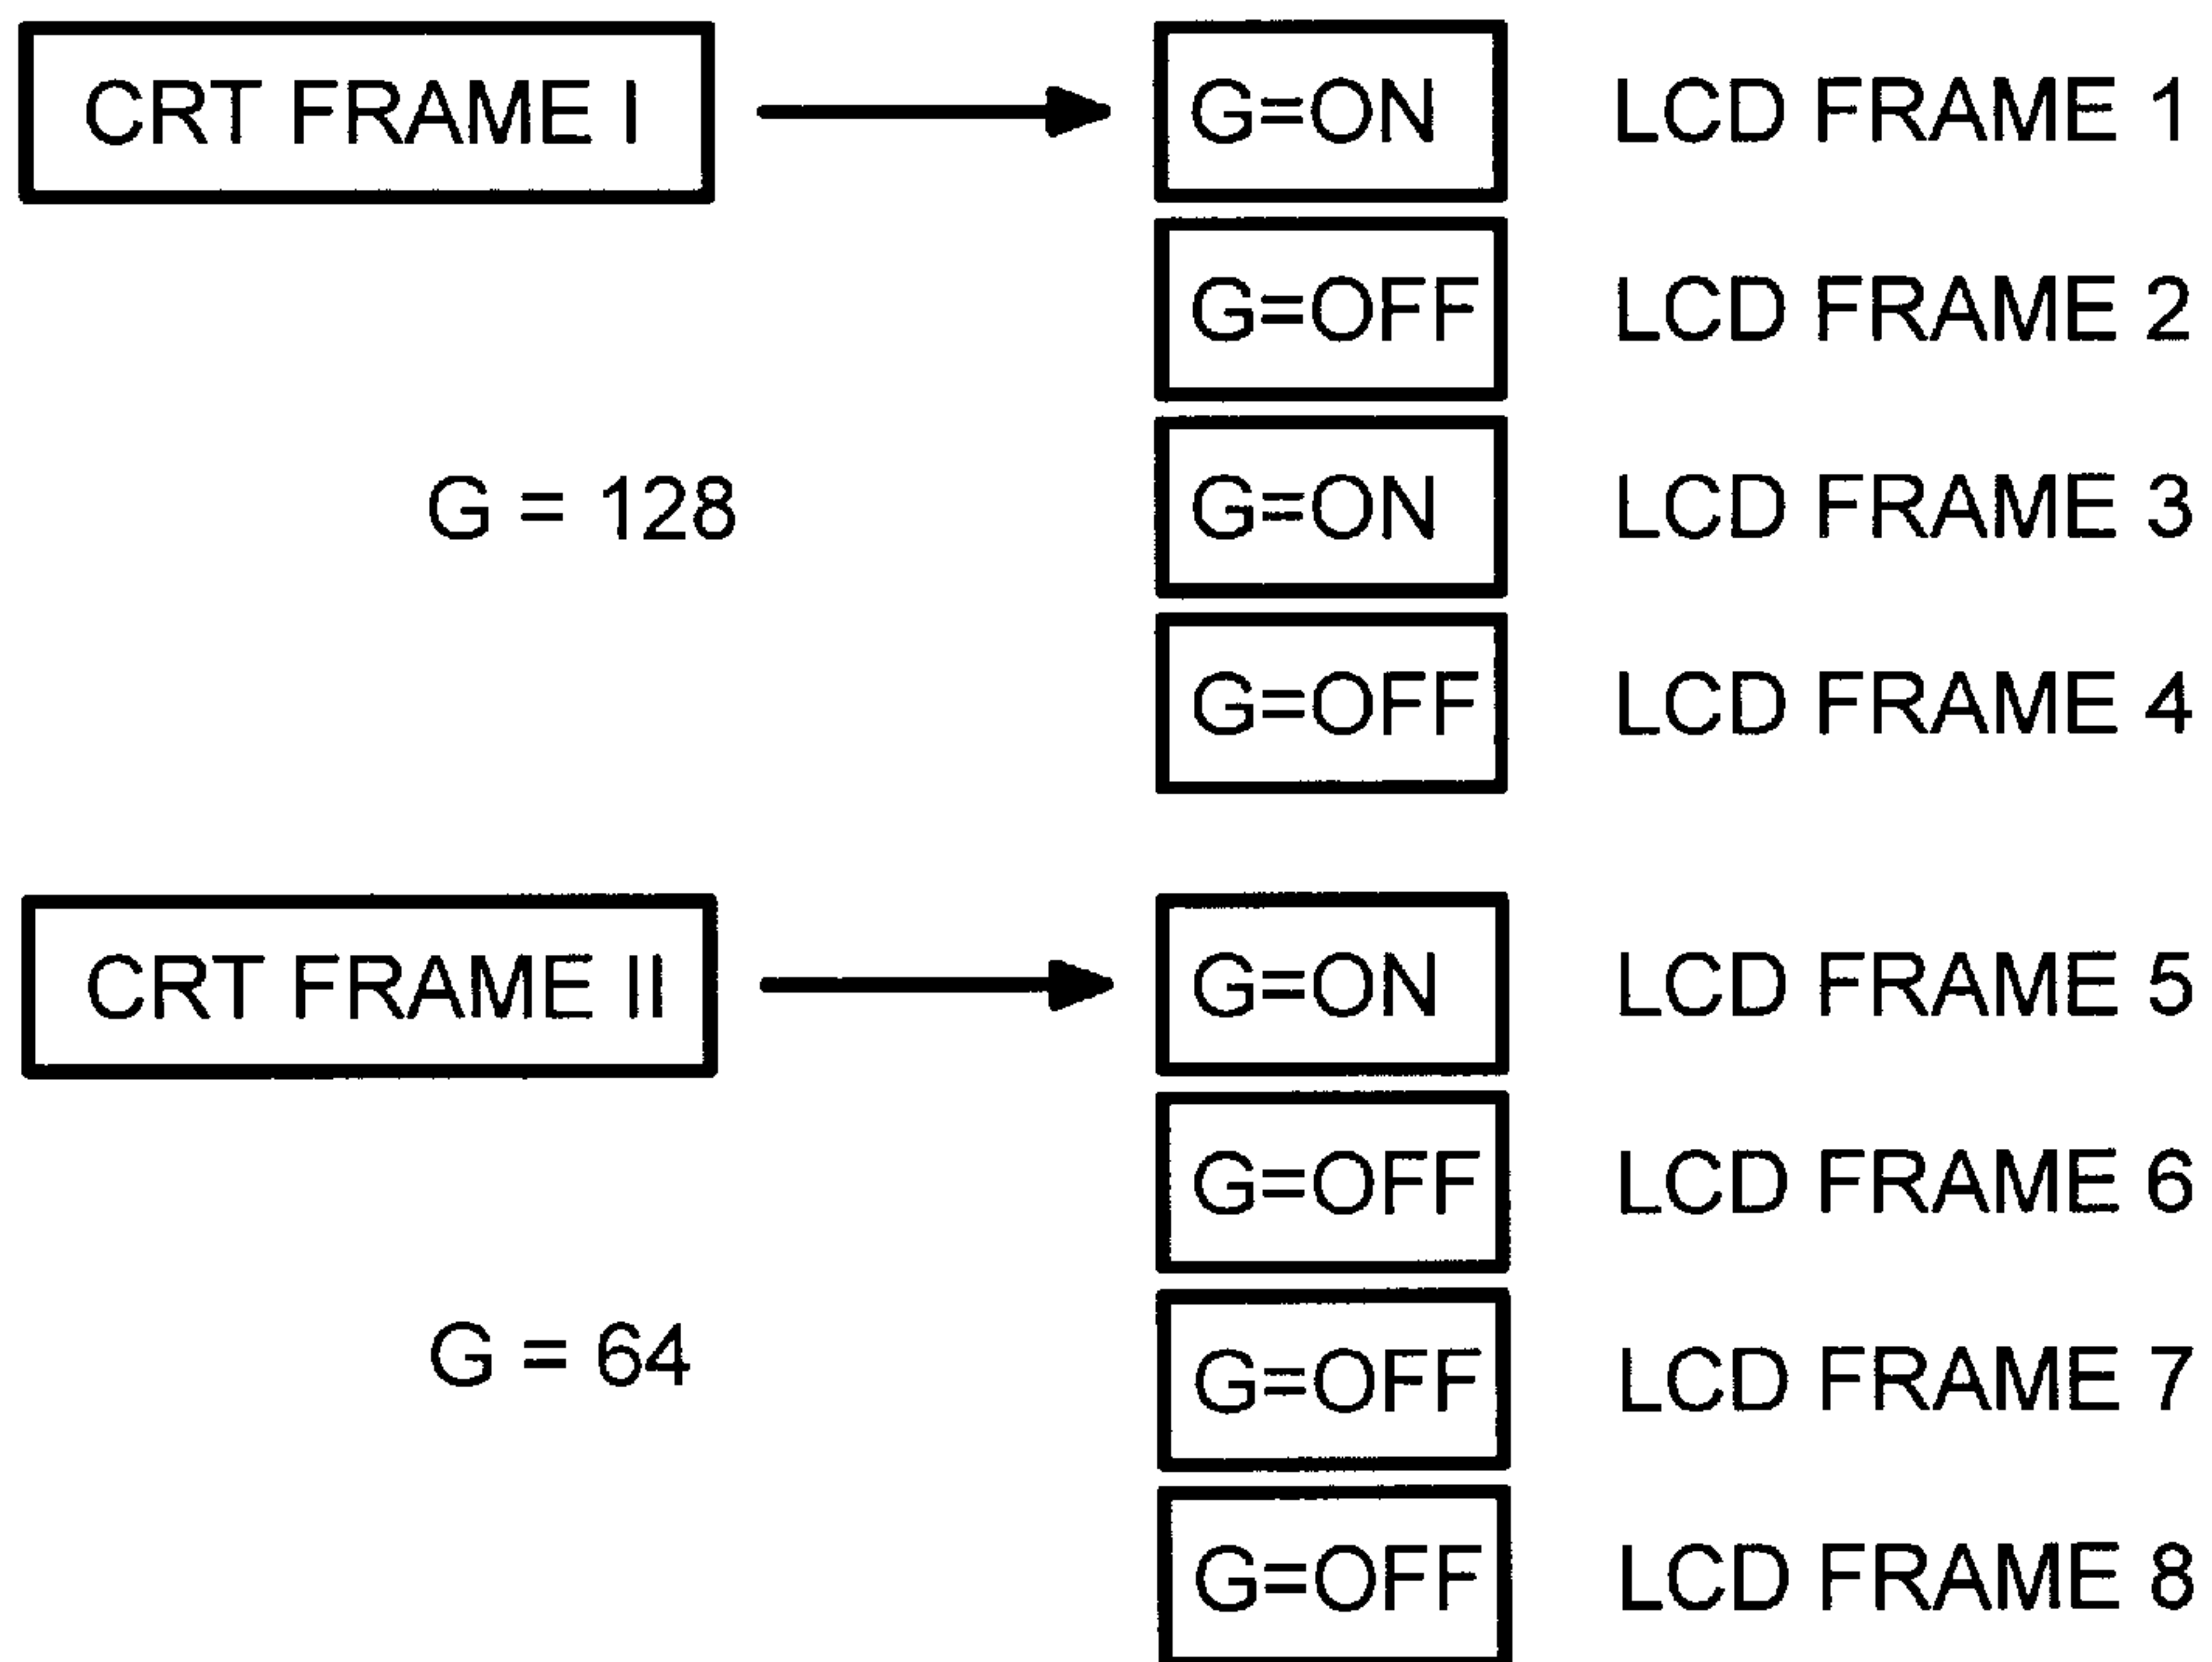 CRT FRAME I G=ON LCD FRAME 1
G=OFF LCD FRAME 2
G = 128 G=ON LCD FRAME 3
G=OFF LCD FRAME 4
CRT FRAME II G=ON LCD FRAME 5
G=OFF LCD FRAME 6
G = 64 G=OFF LCD FRAME 7
G=OFF LCD FRAME 8